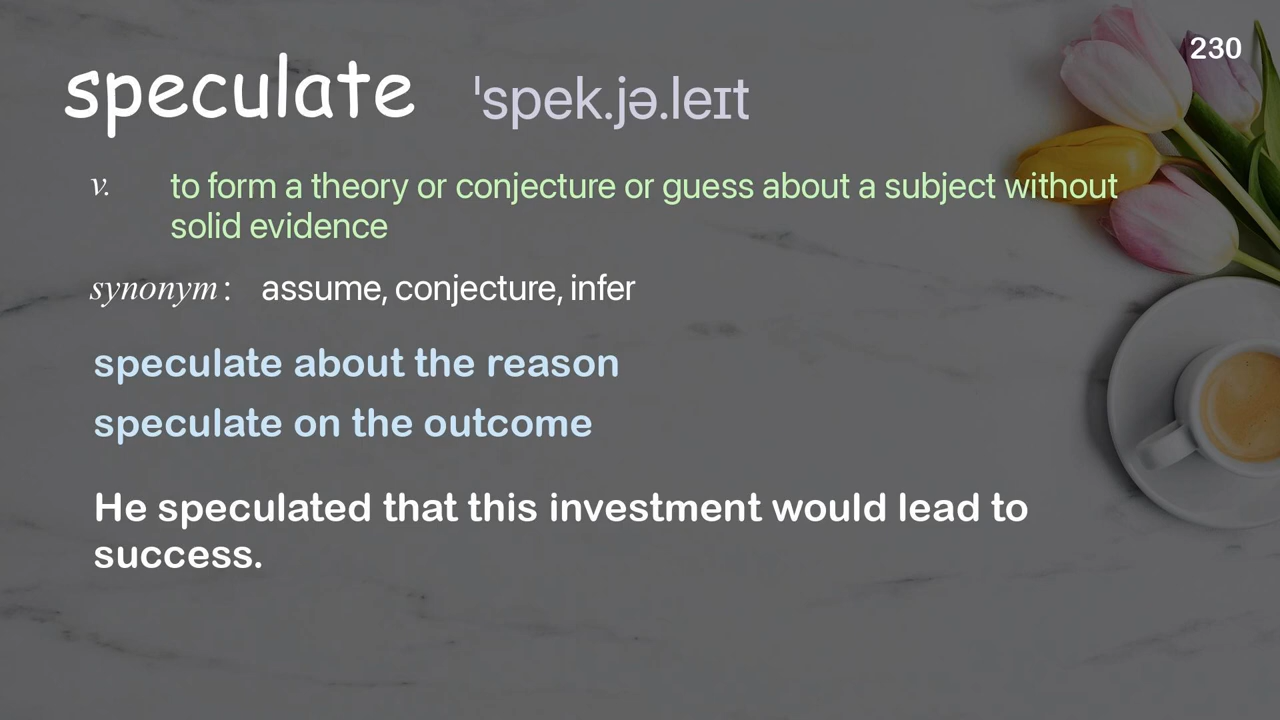 230
speculate ˈspek.jə.leɪt
v. to form a theory or conjecture or guess about a subject without
solid evidence
synonym : assume, conjecture, infer
speculate about the reason
speculate on the outcome
He speculated that this investment would lead to
success.